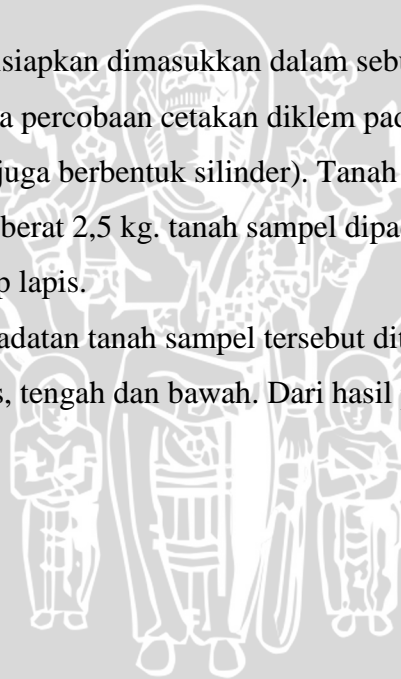 siapkan dimasukkan dalam sebu
a percobaan cetakan diklem pad
juga berbentuk silinder). Tanah
berat 2,5 kg. tanah sampel dipa
p lapis.
adatan tanah sampel tersebut dit
s, tengah dan bawah. Dari hasil